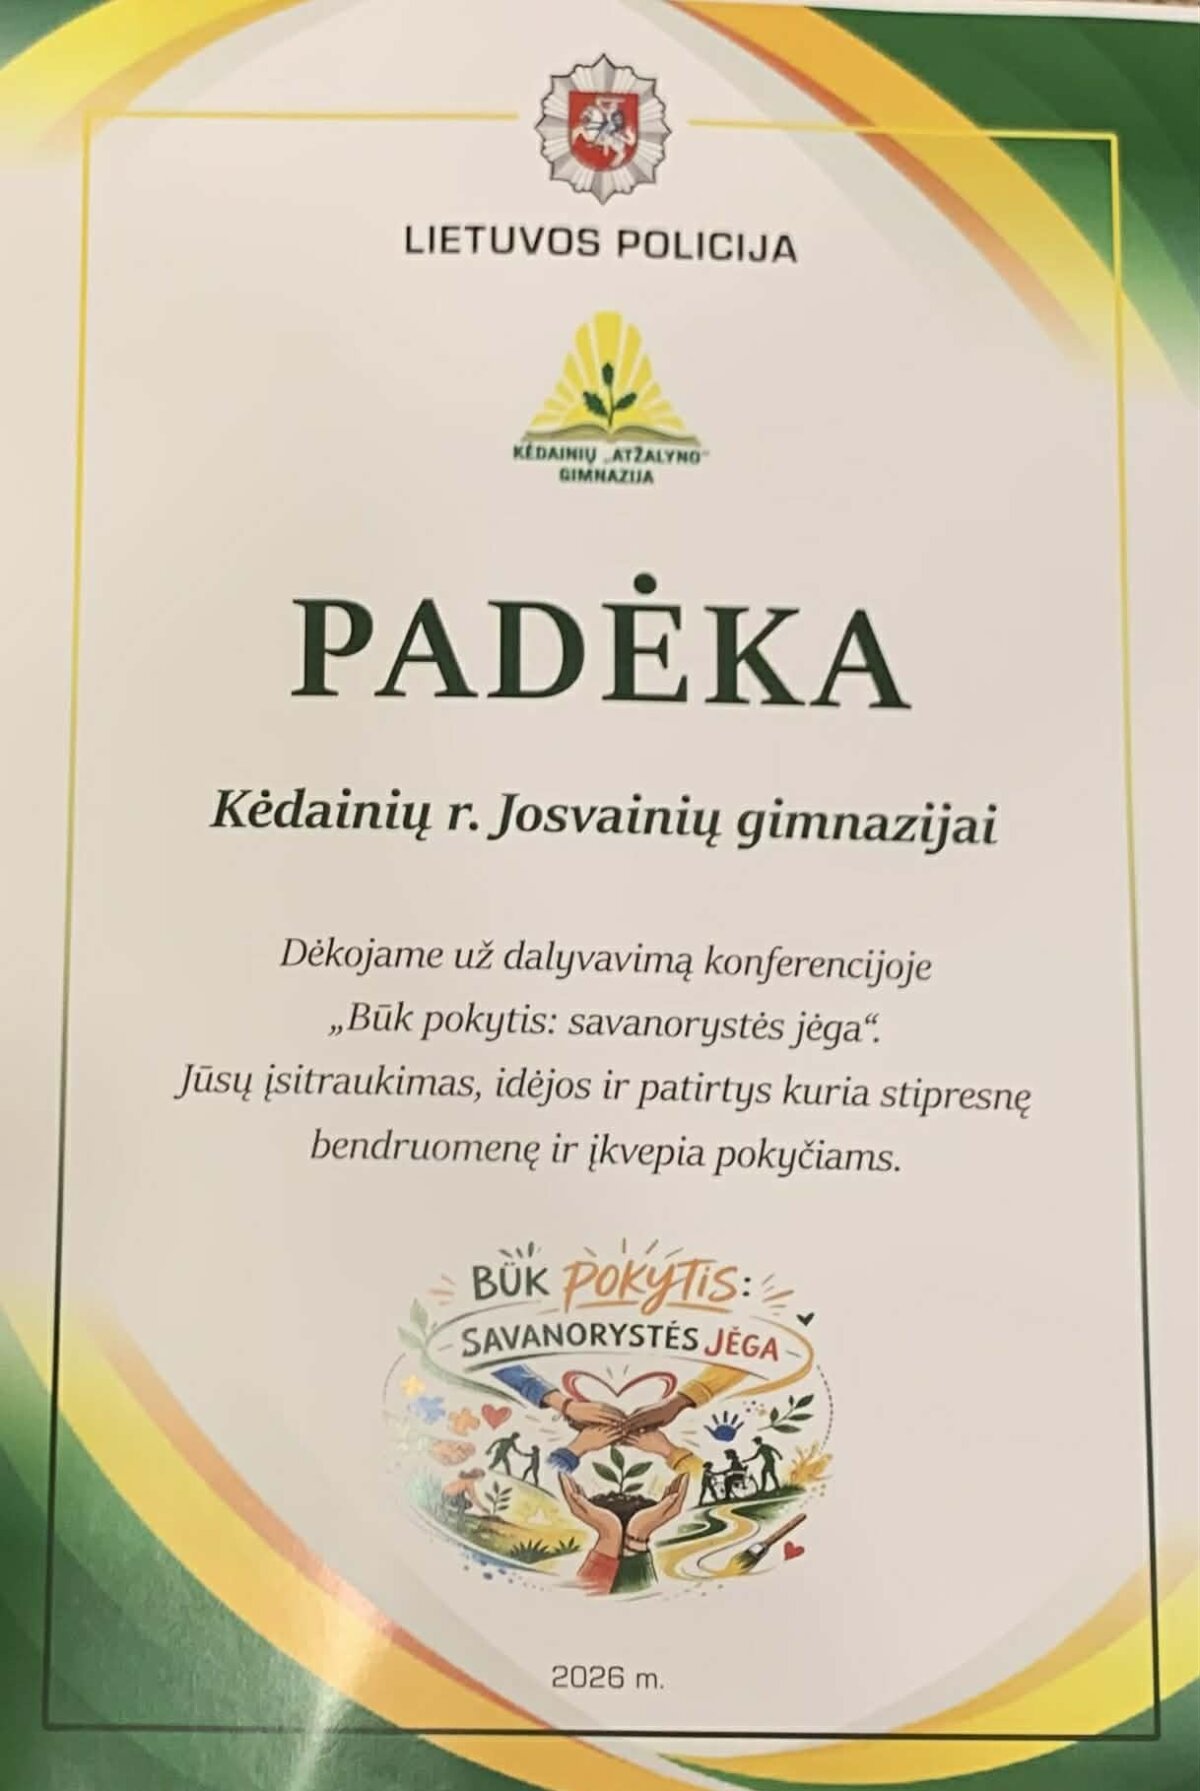 LIETUVOS POLICIJA
KĖDAINIŲ „ATŽALYNO“
GIMNAZIJA
PADĖKA
Kėdainių r. Josvainių gimnazijai
Dėkojame už dalyvavimą konferencijoje
„Būk pokytis: savanorystės jėga“.
Jūsų įsitraukimas, idėjos ir patirtys kuria stipresnę
bendruomenę ir įkvepia pokyčiams.
BŪK POKYTIS:
SAVANORYSTĖS JĖGA
2026 m.